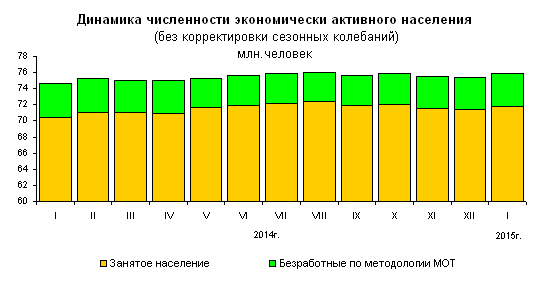 Динамика численности экономически активного населения
(без корректировки сезонных колебаний)
млн.человек
78
76
74
72
70
68
66
64
62
60
I II III IV V VI VII VIII IX X XI XII I
2014г. 2015г.
Занятое население Безработные по методологии МОТ